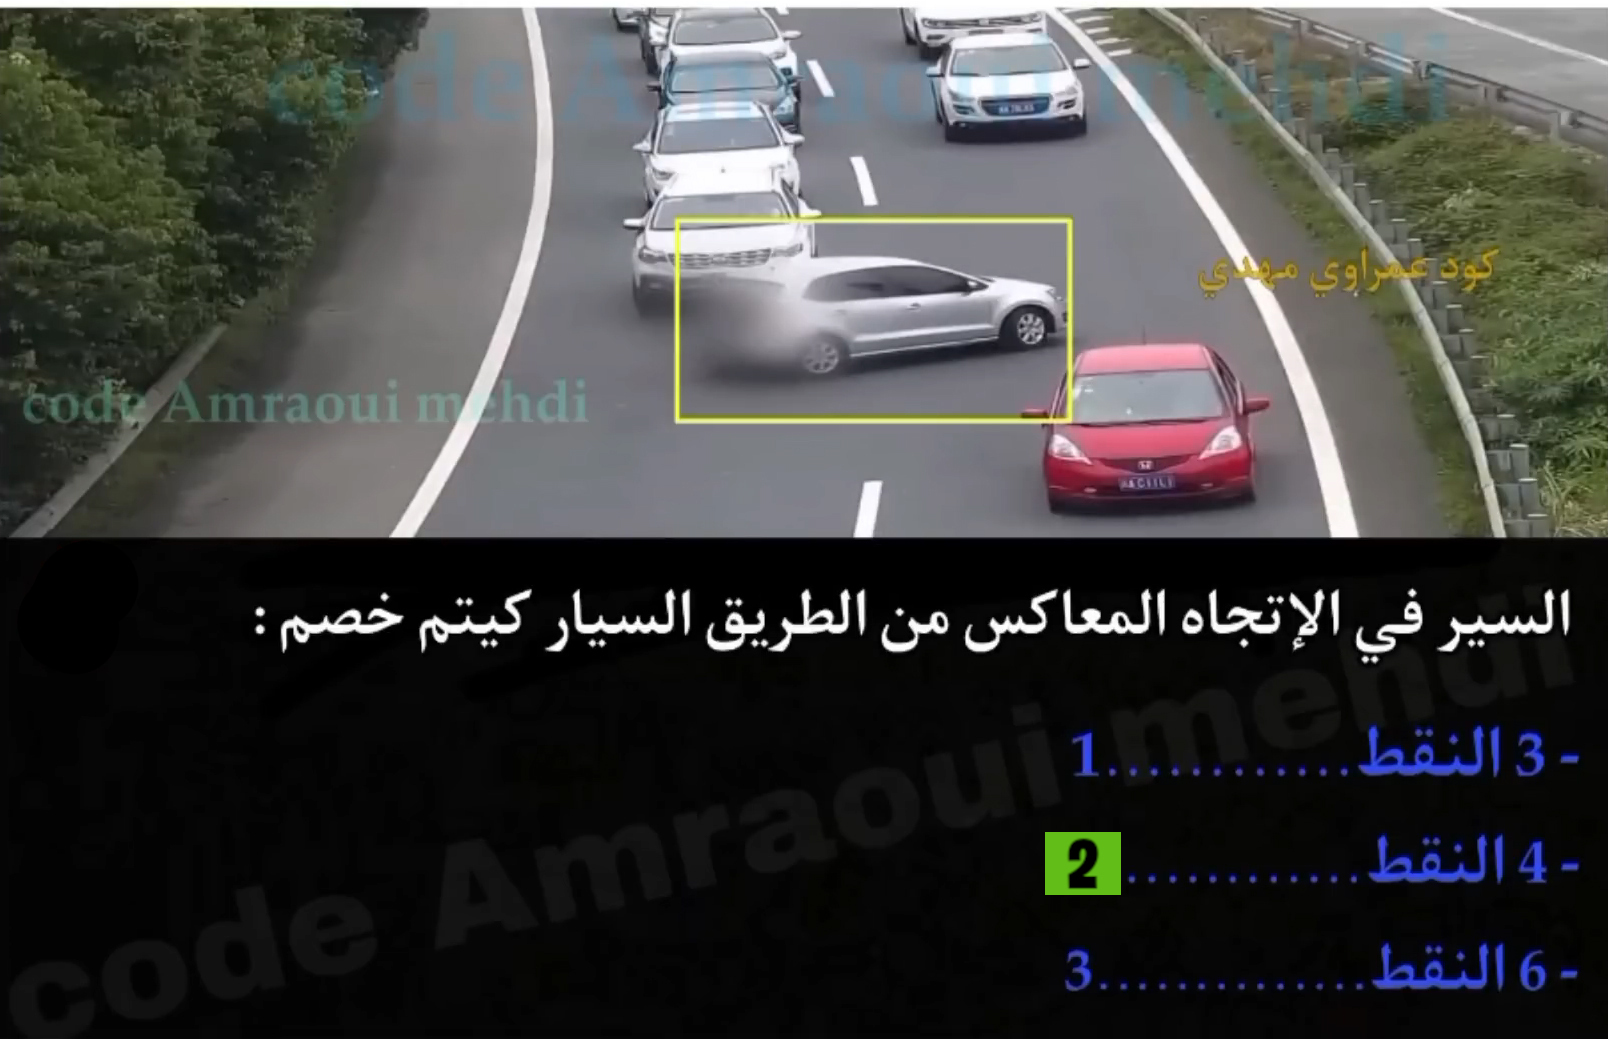 code Amraoui mehdi
كود عمراوي مهدي
code Amraoui mehdi
السير في الإتجاه المعاكس من الطريق السيار كيتم خصم :
- 3 النقط.............1
- 4 النقط.............2
- 6 النقط..............3
code Amraoui mehdi